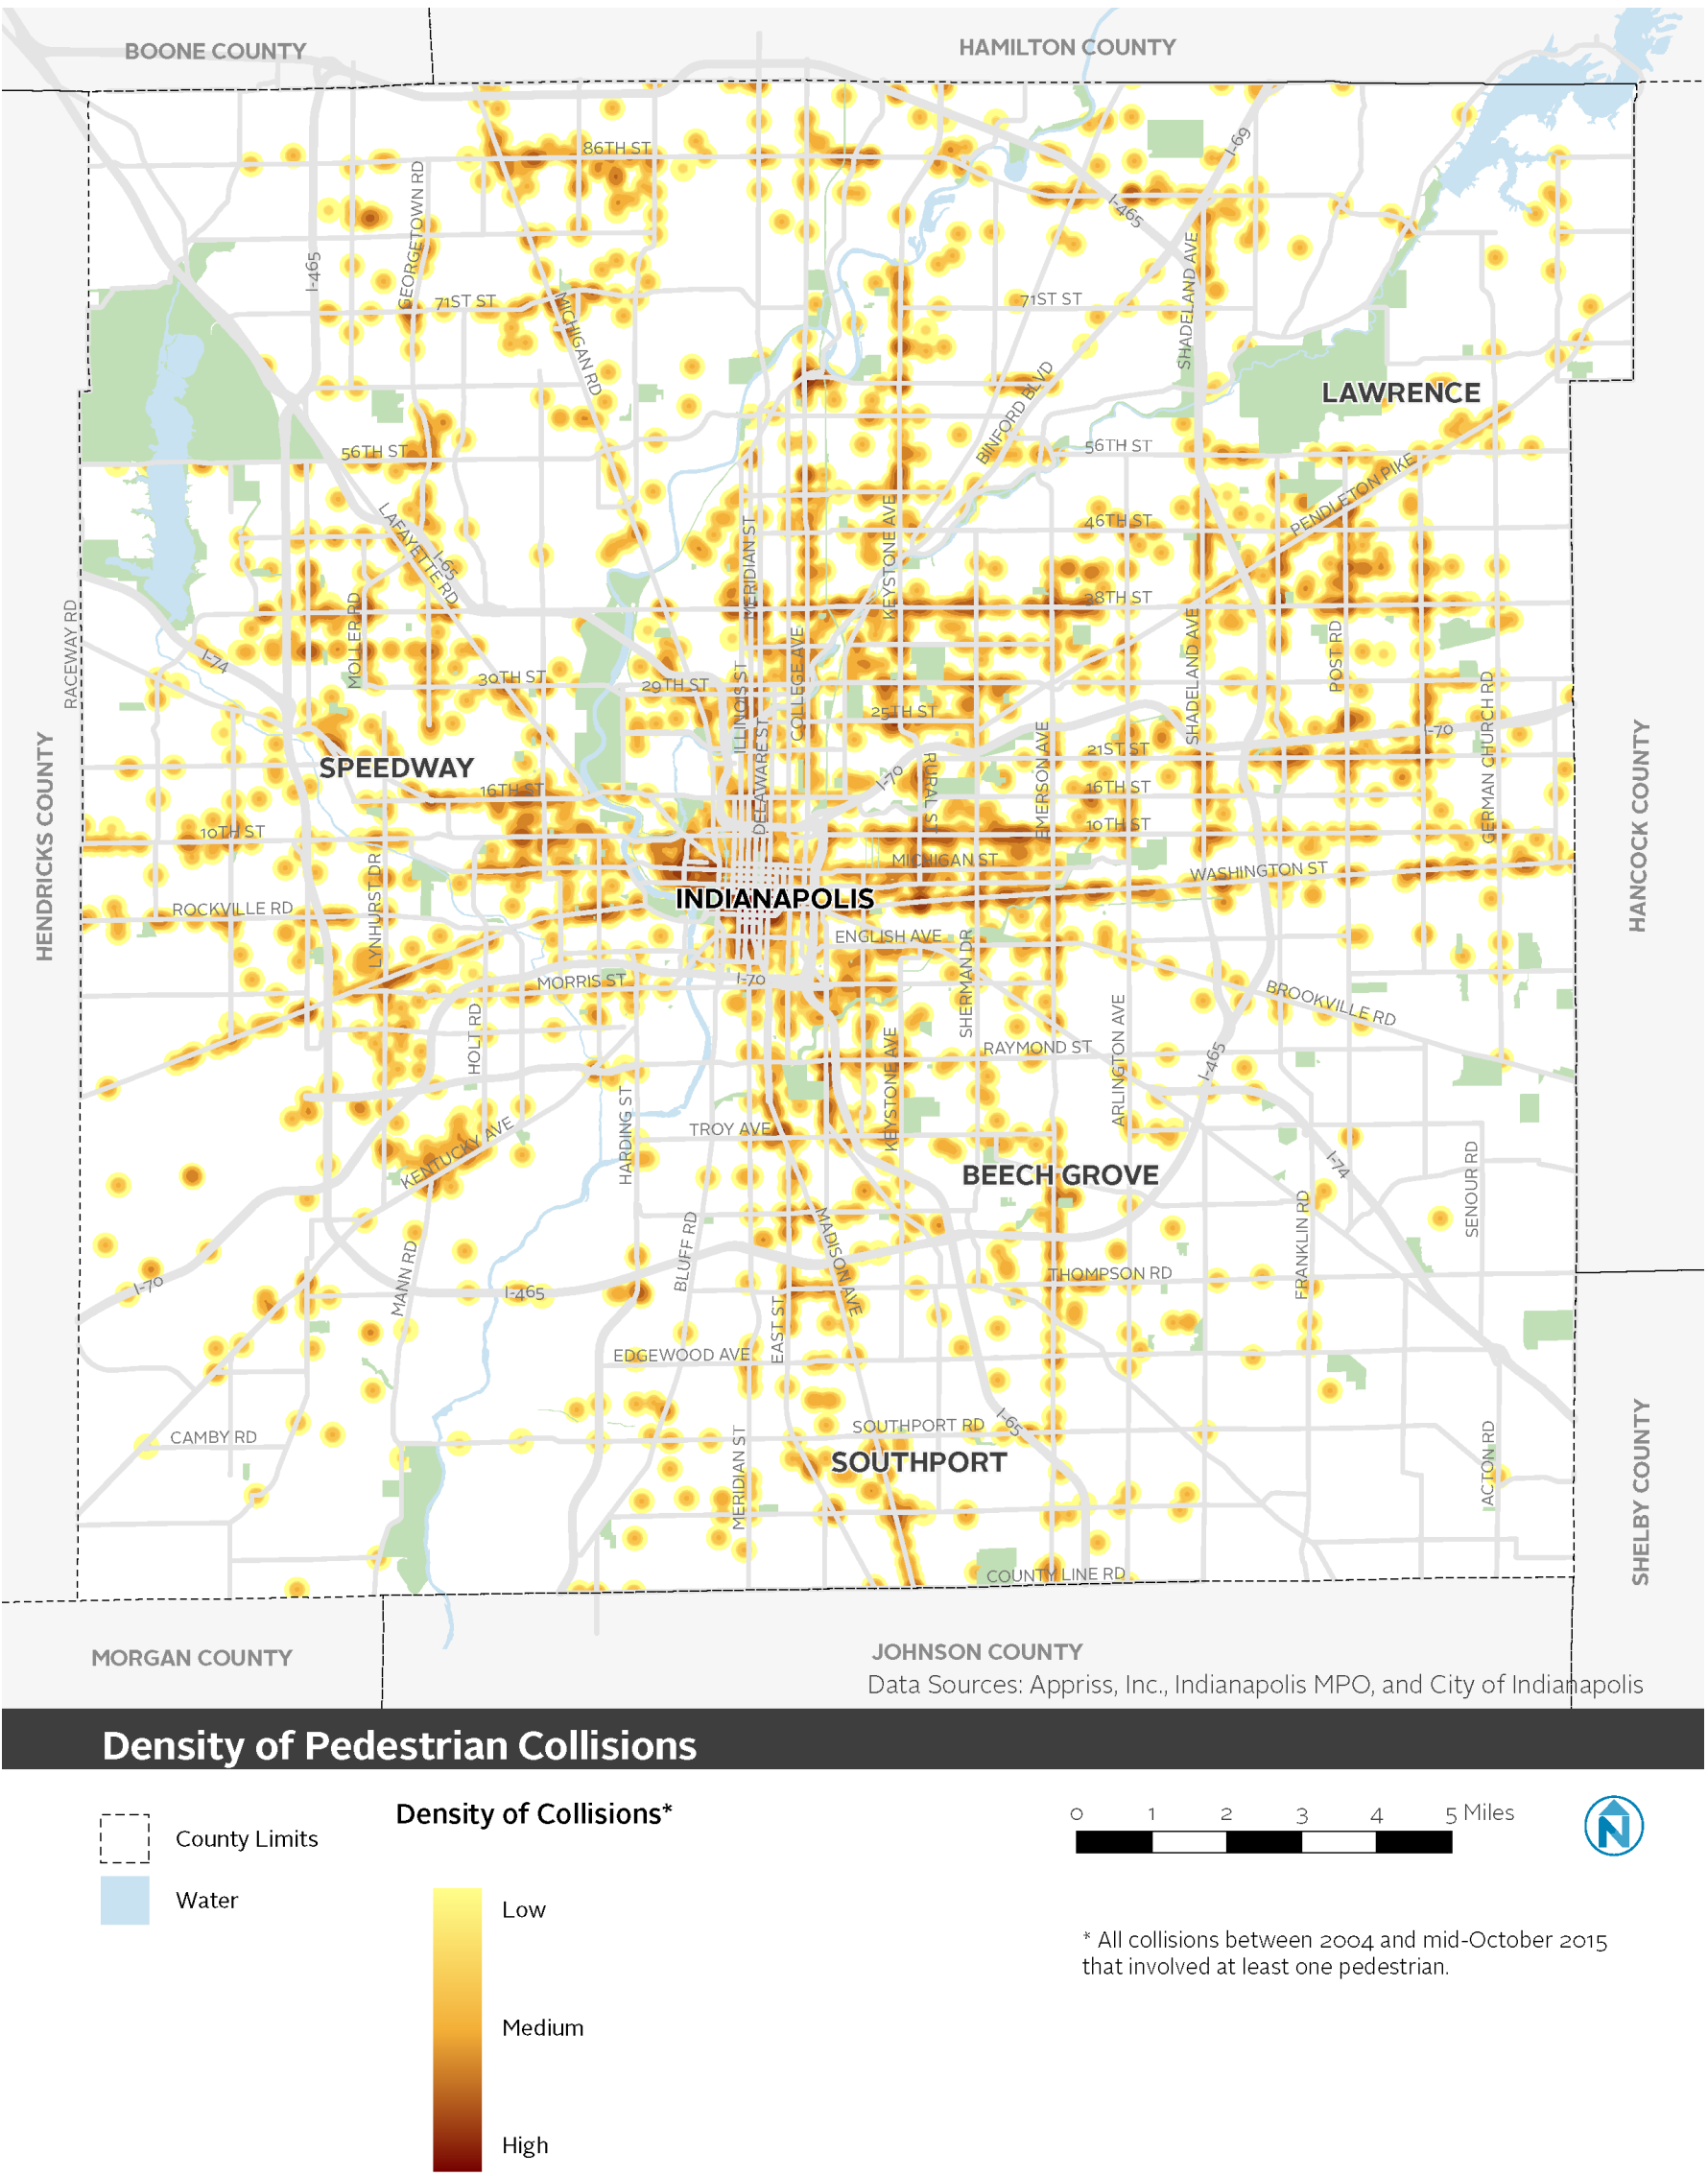 BOONE COUNTY
HAMILTON COUNTY
86TH ST
I-69
I-465
GEORGETOWN RD
I-465
SHADELAND AVE
71ST ST
71ST ST
MICHIGAN RD
BINFORD BLVD
LAWRENCE
56TH ST
56TH ST
PENDLETON PIKE
LAFAYETTE RD
I-65
MERIDIAN ST
KEYSTONE AVE
46TH ST
RACEWAY RD
MOLLER RD
38TH ST
I-74
30TH ST
29TH ST
ILLINOIS ST
COLLEGE AVE
25TH ST
SHADELAND AVE
POST RD
GERMAN CHURCH RD
HENDRICKS COUNTY
HANCOCK COUNTY
SPEEDWAY
DELAWARE ST
I-70
RURAL ST
EMERSON AVE
21ST ST
I-70
16TH ST
16TH ST
10TH ST
10TH ST
MICHIGAN ST
WASHINGTON ST
LYNHURST DR
INDIANAPOLIS
ROCKVILLE RD
ENGLISH AVE
SHERMAN DR
MORRIS ST
I-70
BROOKVILLE RD
HOLT RD
ARLINGTON AVE
RAYMOND ST
KEYSTONE AVE
I-465
HARDING ST
TROY AVE
KENTUCKY AVE
BEECH GROVE
I-74
SENOUR RD
FRANKLIN RD
MANN RD
BLUFF RD
MADISON AVE
I-70
I-465
THOMPSON RD
EAST ST
EDGEWOOD AVE
CAMBY RD
SOUTHPORT RD
I-65
MERIDIAN ST
SOUTHPORT
ACTON RD
SHELBY COUNTY
COUNTY LINE RD
MORGAN COUNTY
JOHNSON COUNTY
Data Sources: Appriss, Inc., Indianapolis MPO, and City of Indianapolis
Density of Pedestrian Collisions
County Limits
Water
Density of Collisions*
Low
Medium
High
0 1 2 3 4 5 Miles
N
* All collisions between 2004 and mid-October 2015
that involved at least one pedestrian.